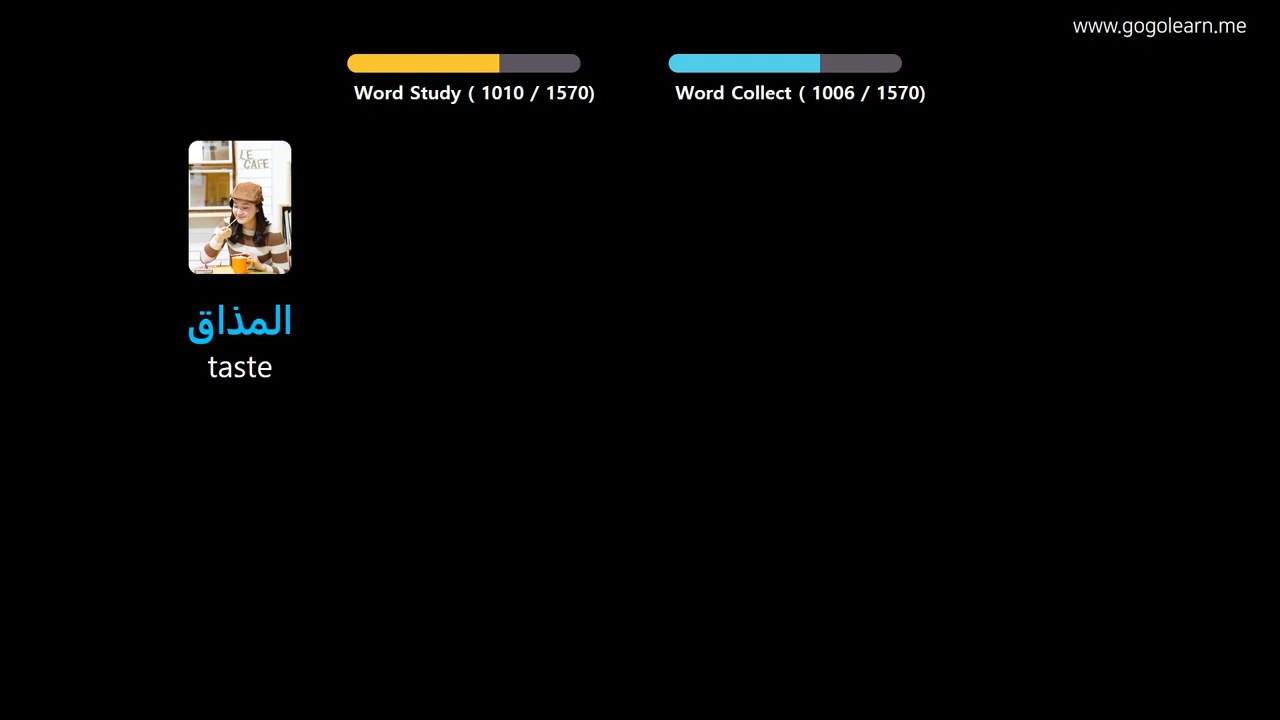 www.gogolearn.me
Word Study ( 1010 / 1570)
Word Collect ( 1006 / 1570)
LE
CAFE
المذاق
taste